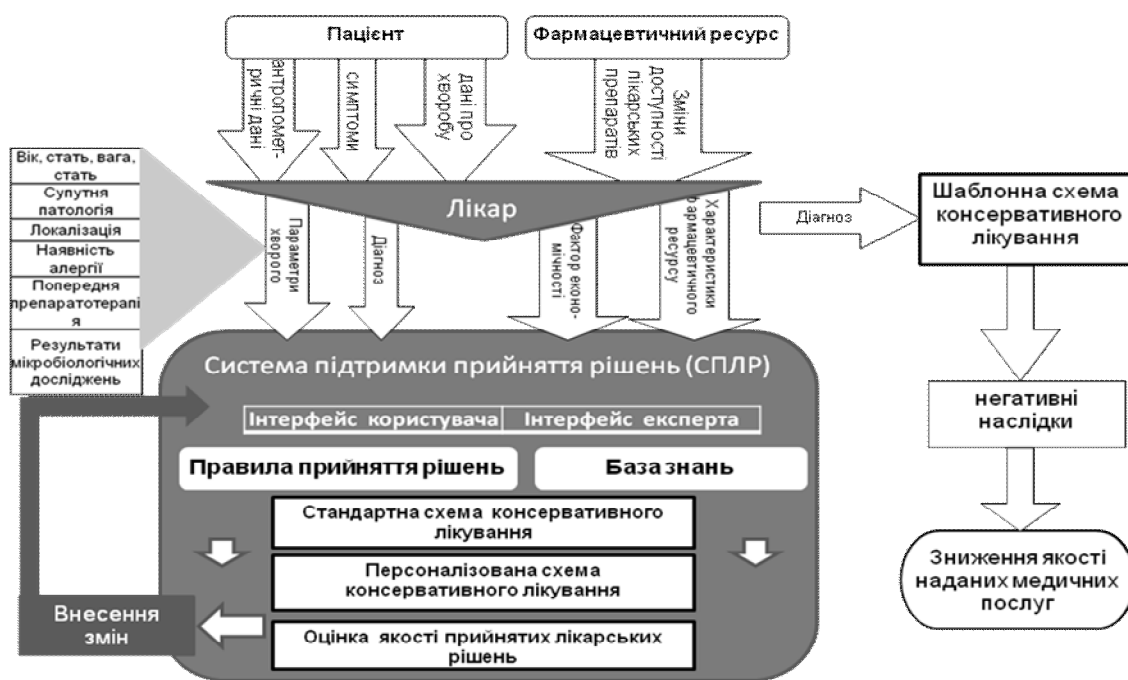 Пацієнт
Фармацевтичний ресурс
антропомет-
ричні дані
симптоми
дані про
хворобу
Зміни
доступності
лікарських
препаратів
Вік, стать, вага,
стать
Супутня
патологія
Локалізація
Наявність
алергії
Попередня
препаратотерапі
я
Результати
мікробіологічних
досліджень
Лікар
Параметри
хворого
Діагноз
Фактор еконо-
мічності
Характеристики
фармацевтичного
ресурсу
Діагноз
Шаблонна схема
консервативного
лікування
негативні
наслідки
Зниження якості
наданих медичних
послуг
Система підтримки прийняття рішень (СПЛР)
Інтерфейс користувача
Інтерфейс експерта
Правила прийняття рішень
База знань
Стандартна схема консервативного
лікування
Персоналізована схема
консервативного лікування
Оцінка якості прийнятих лікарських
рішень
Внесення
змін